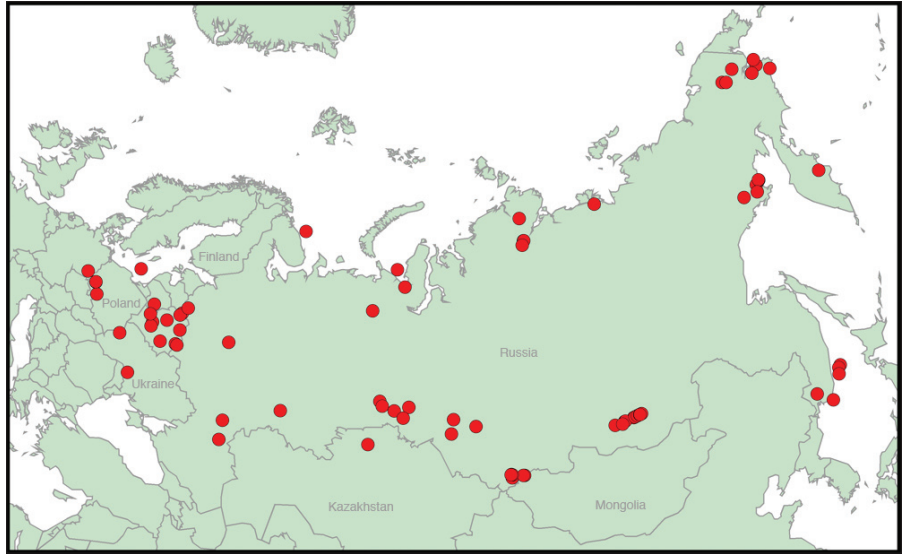 Finland
Poland
Russia
Ukraine
Kazakhstan
Mongolia